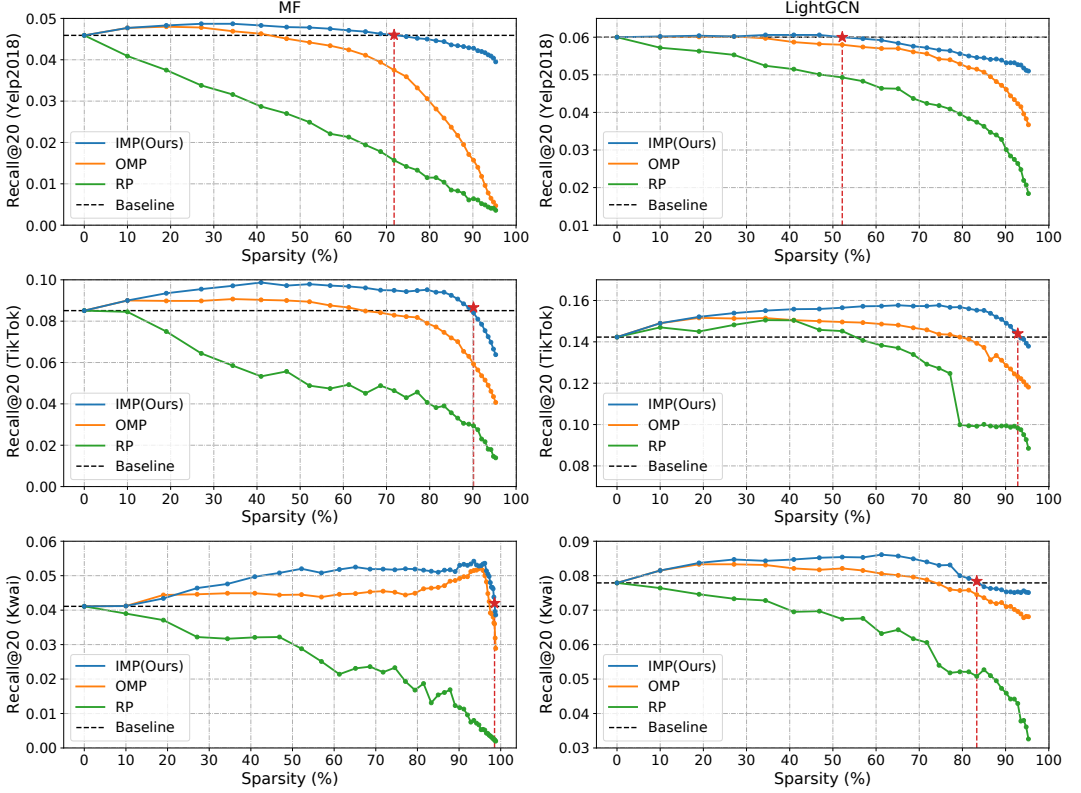 MF
Recall@20 (Yelp2018)
0.05
0.04
0.03
0.02
0.01
0.00
IMP(Ours)
OMP
RP
Baseline
0 10 20 30 40 50 60 70 80 90 100
Sparsity (%)
LightGCN
Recall@20 (Yelp2018)
0.06
0.05
0.04
0.03
0.02
0.01
IMP(Ours)
OMP
RP
Baseline
0 10 20 30 40 50 60 70 80 90 100
Sparsity (%)
Recall@20 (TikTok)
0.10
0.08
0.06
0.04
0.02
0.00
IMP(Ours)
OMP
RP
Baseline
0 10 20 30 40 50 60 70 80 90 100
Sparsity (%)
Recall@20 (TikTok)
0.16
0.14
0.12
0.10
IMP(Ours)
OMP
RP
Baseline
0 10 20 30 40 50 60 70 80 90 100
Sparsity (%)
Recall@20 (Kwai)
0.06
0.05
0.04
0.03
0.02
0.01
0.00
IMP(Ours)
OMP
RP
Baseline
0 10 20 30 40 50 60 70 80 90 100
Sparsity (%)
Recall@20 (Kwai)
0.09
0.08
0.07
0.06
0.05
0.04
0.03
IMP(Ours)
OMP
RP
Baseline
0 10 20 30 40 50 60 70 80 90 100
Sparsity (%)